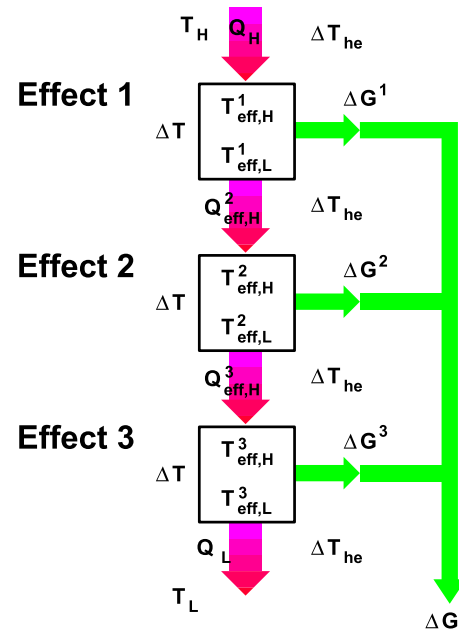 T_H Q_H ΔT_he
Effect 1
T^1_eff,H
ΔG^1
ΔT
T^1_eff,L
Q^2_eff,H ΔT_he
Effect 2
T^2_eff,H
ΔG^2
ΔT
T^2_eff,L
Q^3_eff,H ΔT_he
Effect 3
T^3_eff,H
ΔG^3
ΔT
T^3_eff,L
Q_L ΔT_he
T_L
ΔG